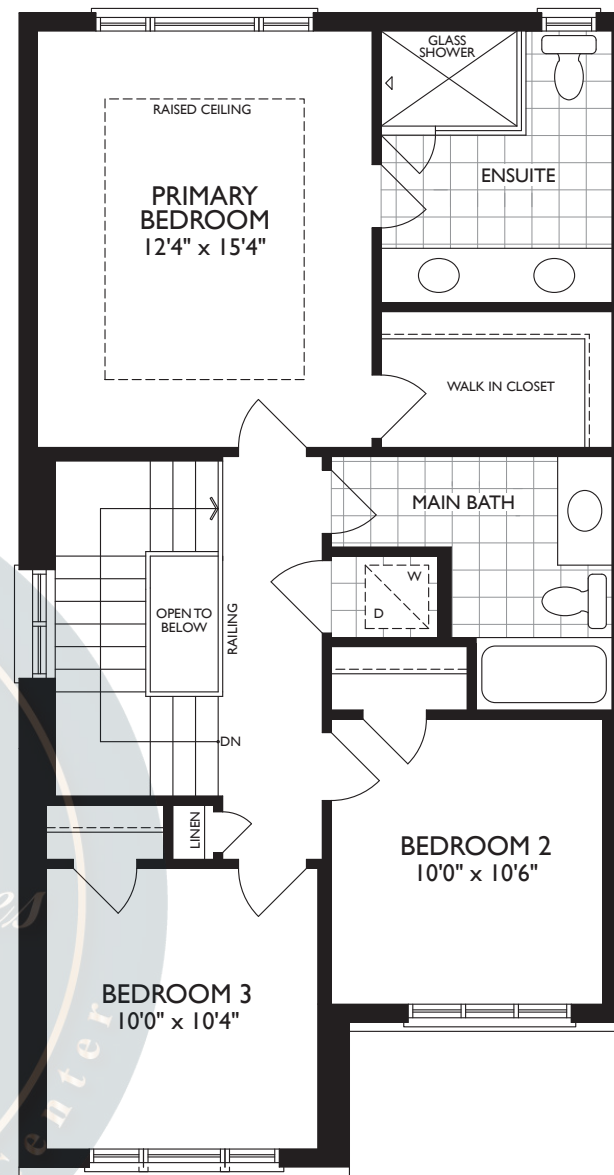 GLASS
SHOWER
RAISED CEILING
PRIMARY
BEDROOM
12'4" x 15'4"
ENSUITE
WALK IN CLOSET
MAIN BATH
W
D
OPEN TO
BELOW
RAILING
DN
LINEN
BEDROOM 2
10'0" x 10'6"
BEDROOM 3
10'0" x 10'4"